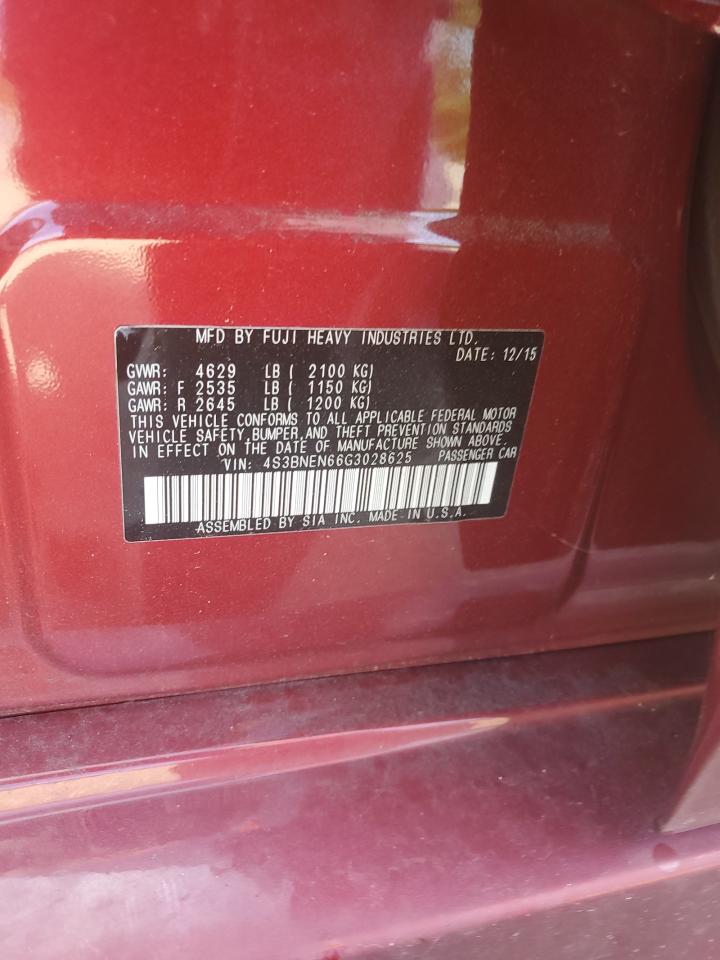 MFD BY FUJI HEAVY INDUSTRIES LTD.
DATE: 12/15
GVWR: 4629 LB ( 2100 KG)
GAWR: F 2535 LB ( 1150 KG)
GAWR: R 2645 LB ( 1200 KG)
THIS VEHICLE CONFORMS TO ALL APPLICABLE FEDERAL MOTOR
VEHICLE SAFETY,BUMPER,AND THEFT PREVENTION STANDARDS
IN EFFECT ON THE DATE OF MANUFACTURE SHOWN ABOVE.
VIN: 4S3BNEN66G3028625 PASSENGER CAR
ASSEMBLED BY SIA INC. MADE IN U.S.A.